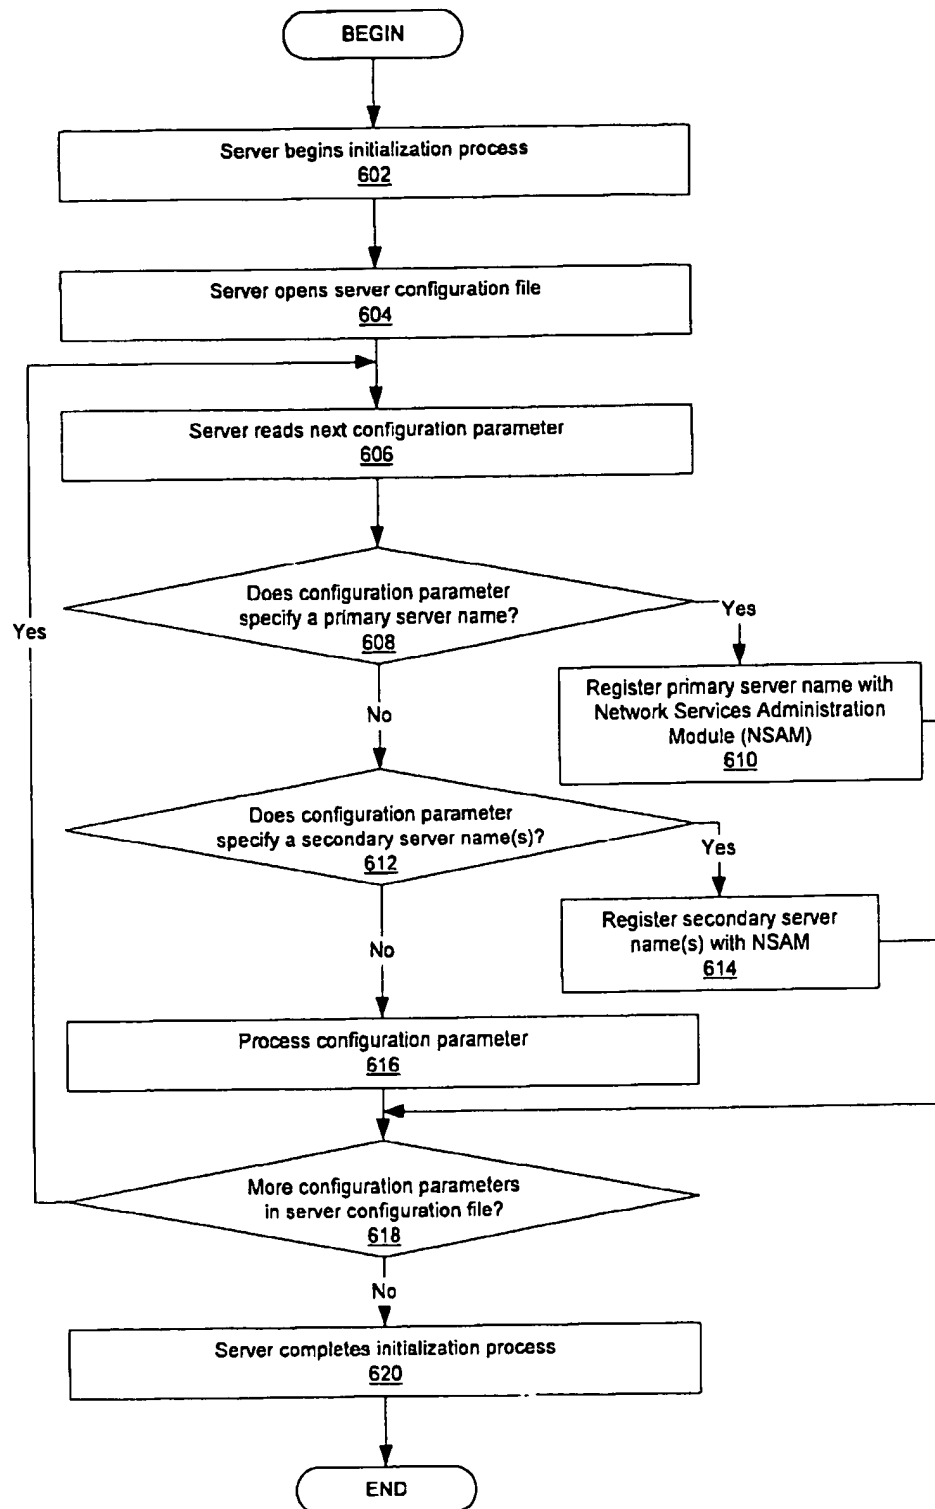 BEGIN
Server begins initialization process
602
Server opens server configuration file
604
Server reads next configuration parameter
606
Does configuration parameter
specify a primary server name?
608
Yes
Yes
Register primary server name with
Network Services Administration
Module (NSAM)
610
No
Does configuration parameter
specify a secondary server name(s)?
612
Yes
Register secondary server
name(s) with NSAM
614
No
Process configuration parameter
616
More configuration parameters
in server configuration file?
618
No
Server completes initialization process
620
END